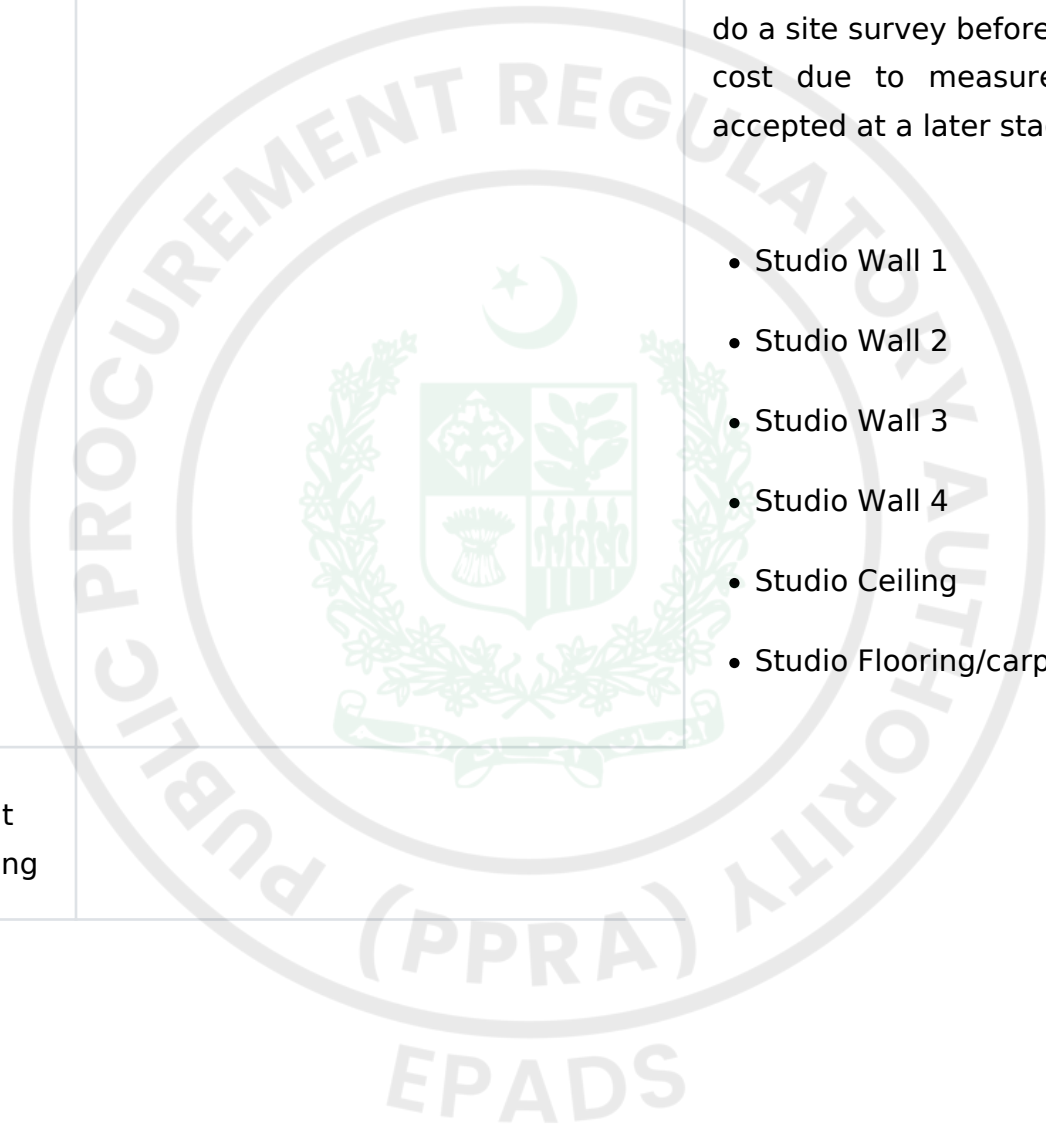 do a site survey before
cost due to measure
accepted at a later sta
• Studio Wall 1
• Studio Wall 2
• Studio Wall 3
• Studio Wall 4
• Studio Ceiling
• Studio Flooring/carp
t
ng
PUBLIC PROCUREMENT REGULATORY AUTHORITY
(PPRA)
EPADS